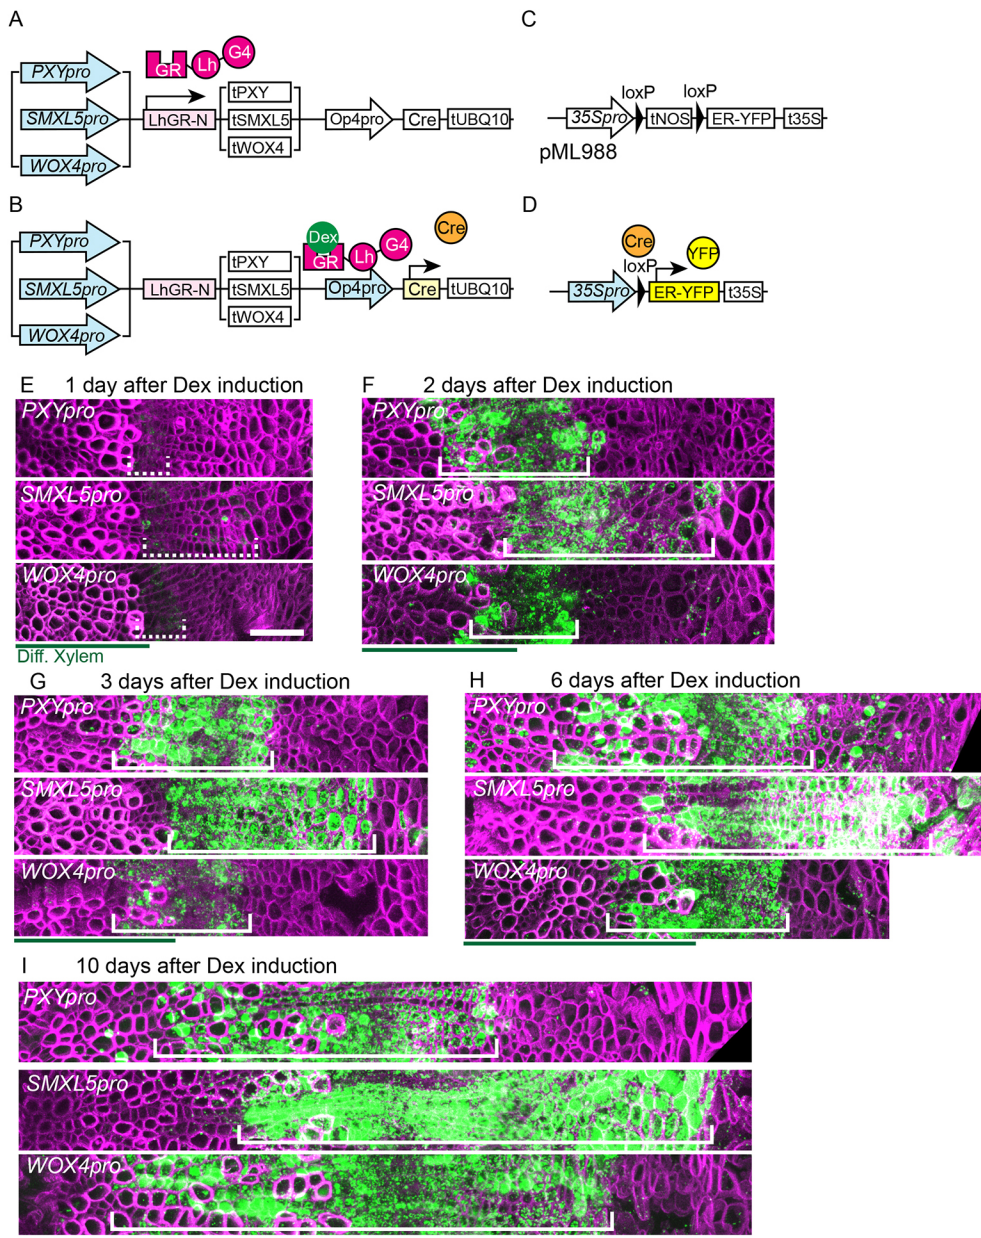 A
PXYpro
SMXL5pro
WOX4pro
GR
Lh
G4
LhGR-N
tPXY
tSMXL5
tWOX4
Op4pro
Cre
tUBQ10
C
loxP
loxP
35Spro
tNOS
ER-YFP
t35S
pML988
B
PXYpro
SMXL5pro
WOX4pro
LhGR-N
tPXY
tSMXL5
tWOX4
Dex
GR
Lh
G4
Op4pro
Cre
Cre
tUBQ10
D
Cre
loxP
YFP
35Spro
ER-YFP
t35S
E 1 day after Dex induction
PXYpro
SMXL5pro
WOX4pro
Diff. Xylem
F 2 days after Dex induction
PXYpro
SMXL5pro
WOX4pro
G 3 days after Dex induction
PXYpro
SMXL5pro
WOX4pro
H 6 days after Dex induction
PXYpro
SMXL5pro
WOX4pro
I 10 days after Dex induction
PXYpro
SMXL5pro
WOX4pro